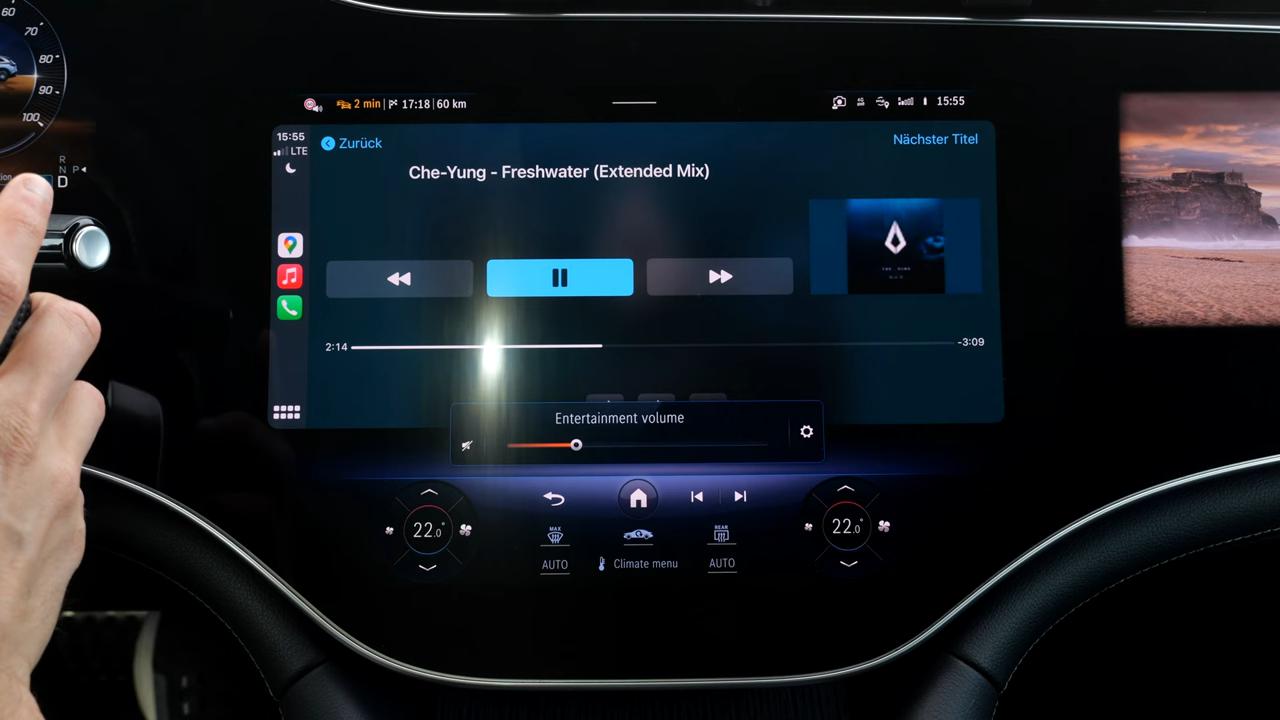 60
70
80
90
100
R
N P
D
2 min | 17:18 | 60 km
4G
15:55
15:55
LTE
Zurück
Nächster Titel
Che-Yung - Freshwater (Extended Mix)
2:14
-3:09
Entertainment volume
22.0°
22.0°
MAX
REAR
AUTO
Climate menu
AUTO